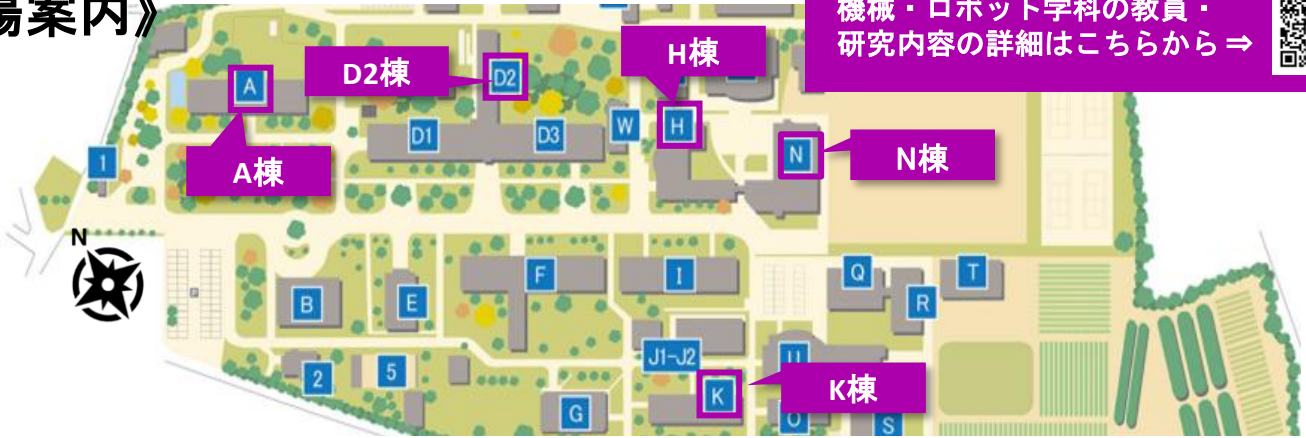 場案内》
機械・ロボット学科の教員・
研究内容の詳細はこちらから⇒
H棟
D2棟
D2
A
H
D1
D3
W
N
N棟
1
A棟
N
F
I
Q
T
B
E
R
J1-J2
U
2
5
K
K棟
G
O
S